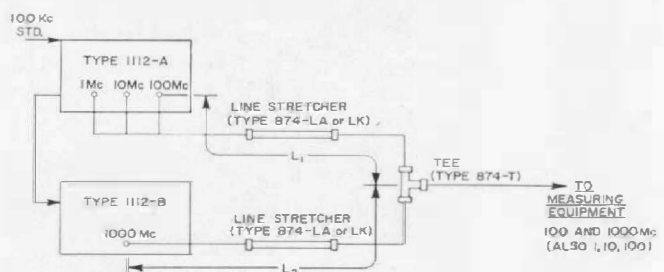 100 Kc
STD.
TYPE 1112-A
1Mc 10Mc 100Mc
LINE STRETCHER
(TYPE 874-LA or LK)
L₁
TEE
(TYPE 874-T)
TO
MEASURING
EQUIPMENT
100 AND 1000 Mc
(ALSO 1, 10, 100)
TYPE 1112-B
1000 Mc
LINE STRETCHER
(TYPE 874-LA or LK)
L₂